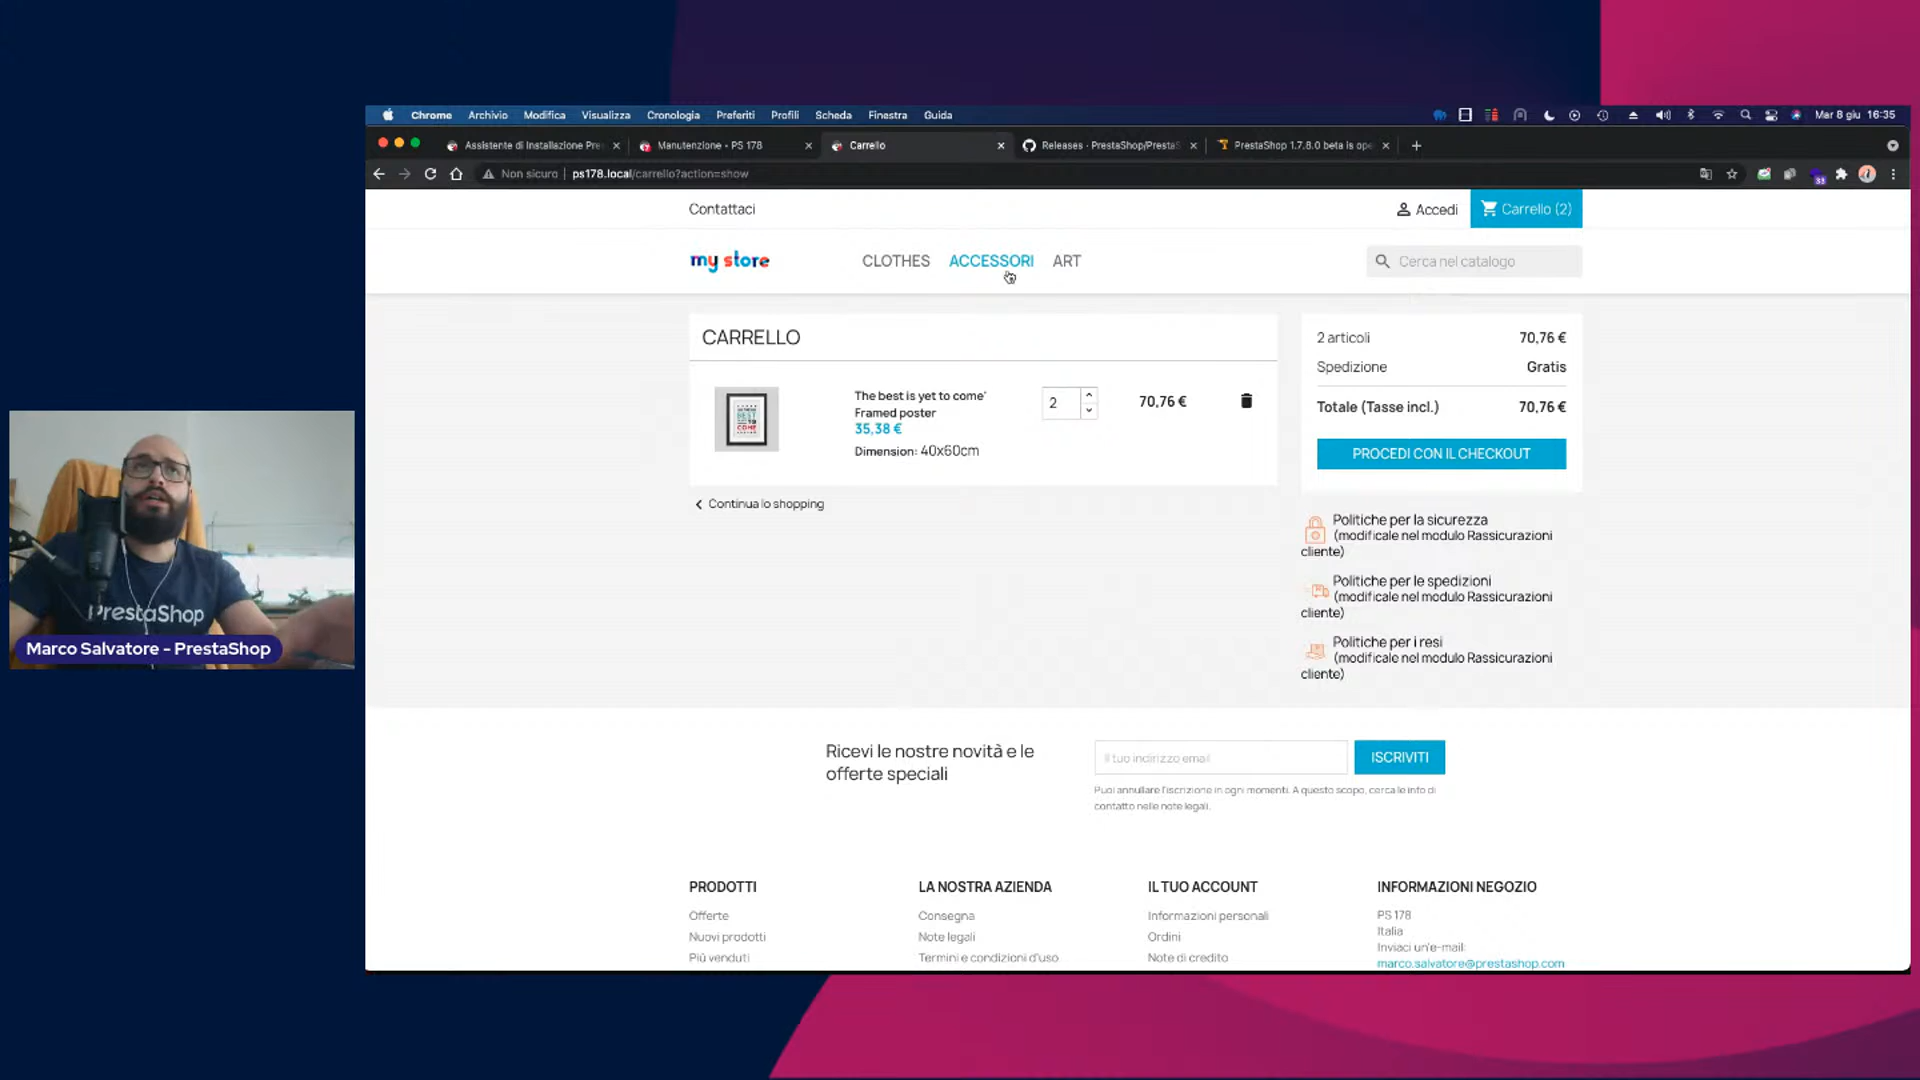 Chrome Archivio Modifica Visualizza Cronologia Preferiti Profili Scheda Finestra Guida Mar 8 giu 16:35
Assistente di Installazione Pre Manutenzione • PS 178 Carrello Releases · PrestaShop/PrestaS PrestaShop 1.7.8.0 beta is ope
Non sicuro ps178.local/carrello?action=show 33
Contattaci Accedi Carrello (2)
my store CLOTHES ACCESSORI ART Cerca nel catalogo
CARRELLO
The best is yet to come'
Framed poster
35,38 €
Dimension: 40x60cm
2
70,76 €
Continua lo shopping
2 articoli 70,76 €
Spedizione Gratis
Totale (Tasse incl.) 70,76 €
PROCEDI CON IL CHECKOUT
Politiche per la sicurezza
(modificale nel modulo Rassicurazioni
cliente)
Politiche per le spedizioni
(modificale nel modulo Rassicurazioni
cliente)
Politiche per i resi
(modificale nel modulo Rassicurazioni
cliente)
PrestaShop
Marco Salvatore - PrestaShop
Ricevi le nostre novità e le
offerte speciali
Il tuo indirizzo email
ISCRIVITI
Puoi annullare l'iscrizione in ogni momenti. A questo scopo, cerca le info di
contatto nelle note legali.
PRODOTTI
Offerte
Nuovi prodotti
Più venduti
LA NOSTRA AZIENDA
Consegna
Note legali
Termini e condizioni d'uso
IL TUO ACCOUNT
Informazioni personali
Ordini
Note di credito
INFORMAZIONI NEGOZIO
PS 178
Italia
Inviaci un'e-mail:
marco.salvatore@prestashop.com